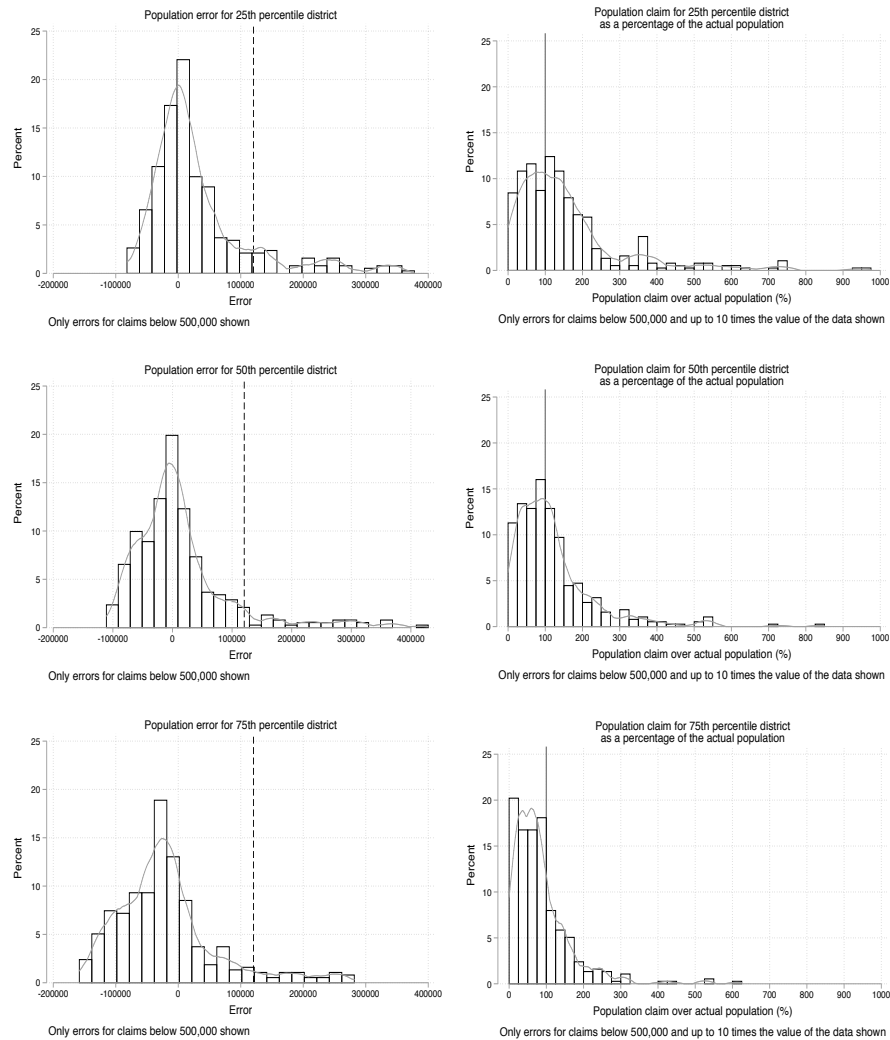 Population error for 25th percentile district
25
20
15
10
5
0
Percent
-200000 -100000 0 100000 200000 300000 400000
Error
Only errors for claims below 500,000 shown
Population claim for 25th percentile district
as a percentage of the actual population
25
20
15
10
5
0
Percent
0 100 200 300 400 500 600 700 800 900 1000
Population claim over actual population (%)
Only errors for claims below 500,000 and up to 10 times the value of the data shown
Population error for 50th percentile district
25
20
15
10
5
0
Percent
-200000 -100000 0 100000 200000 300000 400000
Error
Only errors for claims below 500,000 shown
Population claim for 50th percentile district
as a percentage of the actual population
25
20
15
10
5
0
Percent
0 100 200 300 400 500 600 700 800 900 1000
Population claim over actual population (%)
Only errors for claims below 500,000 and up to 10 times the value of the data shown
Population error for 75th percentile district
25
20
15
10
5
0
Percent
-200000 -100000 0 100000 200000 300000 400000
Error
Only errors for claims below 500,000 shown
Population claim for 75th percentile district
as a percentage of the actual population
25
20
15
10
5
0
Percent
0 100 200 300 400 500 600 700 800 900 1000
Population claim over actual population (%)
Only errors for claims below 500,000 and up to 10 times the value of the data shown